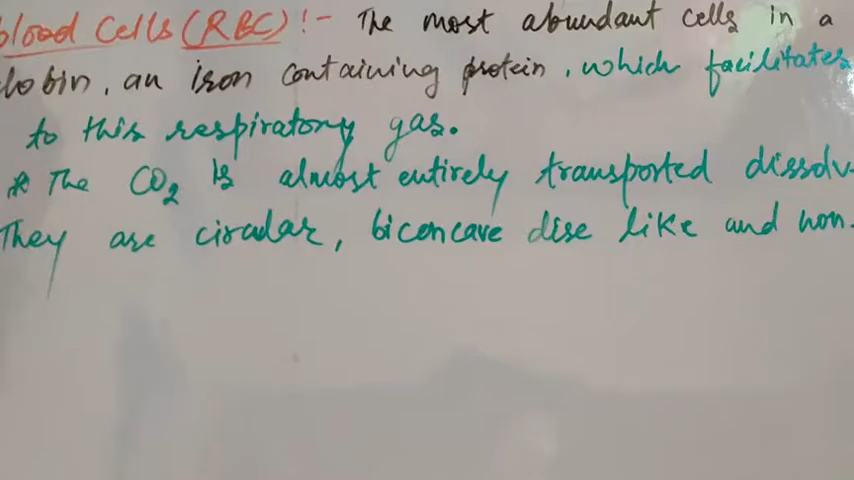 blood Cells (RBC) :- The most abundant cells in a
lobin, an iron containing protein, which facilitates
to this respiratory gas.
* The CO2 is almost entirely transported dissolv
They are circular, biconcave disc like and non.